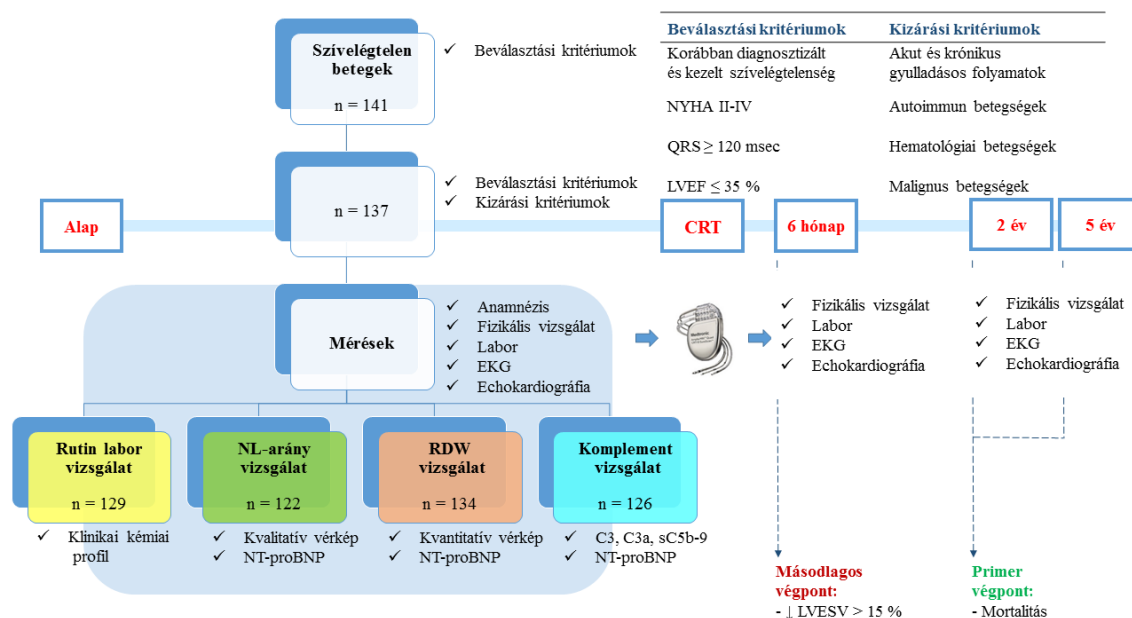 Szívelégtelen
betegek
n = 141
✓ Beválasztási kritériumok
Beválasztási kritériumok
Kizárási kritériumok
Korábban diagnosztizált
és kezelt szívelégtelenség
Akut és krónikus
gyulladásos folyamatok
NYHA II-IV
Autoimmun betegségek
QRS ≥ 120 msec
Hematológiai betegségek
LVEF ≤ 35 %
Malignus betegségek
n = 137
✓ Beválasztási kritériumok
✓ Kizárási kritériumok
Alap
CRT
6 hónap
2 év
5 év
Mérések
✓ Anamnézis
✓ Fizikális vizsgálat
✓ Labor
✓ EKG
✓ Echokardiográfia
✓ Fizikális vizsgálat
✓ Labor
✓ EKG
✓ Echokardiográfia
✓ Fizikális vizsgálat
✓ Labor
✓ EKG
✓ Echokardiográfia
Rutin labor
vizsgálat
n = 129
NL-arány
vizsgálat
n = 122
RDW
vizsgálat
n = 134
Komplement
vizsgálat
n = 126
✓ Klinikai kémiai
profil
✓ Kvalitatív vérkép
✓ NT-proBNP
✓ Kvantitatív vérkép
✓ NT-proBNP
✓ C3, C3a, sC5b-9
✓ NT-proBNP
Másodlagos
végpont:
- ↓ LVESV > 15 %
Primer
végpont:
- Mortalitás